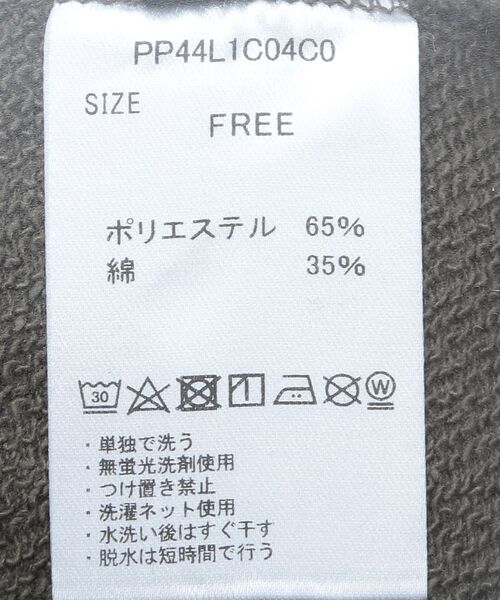 PP44L1C04C0
SIZE
FREE
ポリエステル 65%
綿 35%
30
W
・単独で洗う
・無蛍光洗剤使用
・つけ置き禁止
・洗濯ネット使用
・水洗い後はすぐ干す
・脱水は短時間で行う